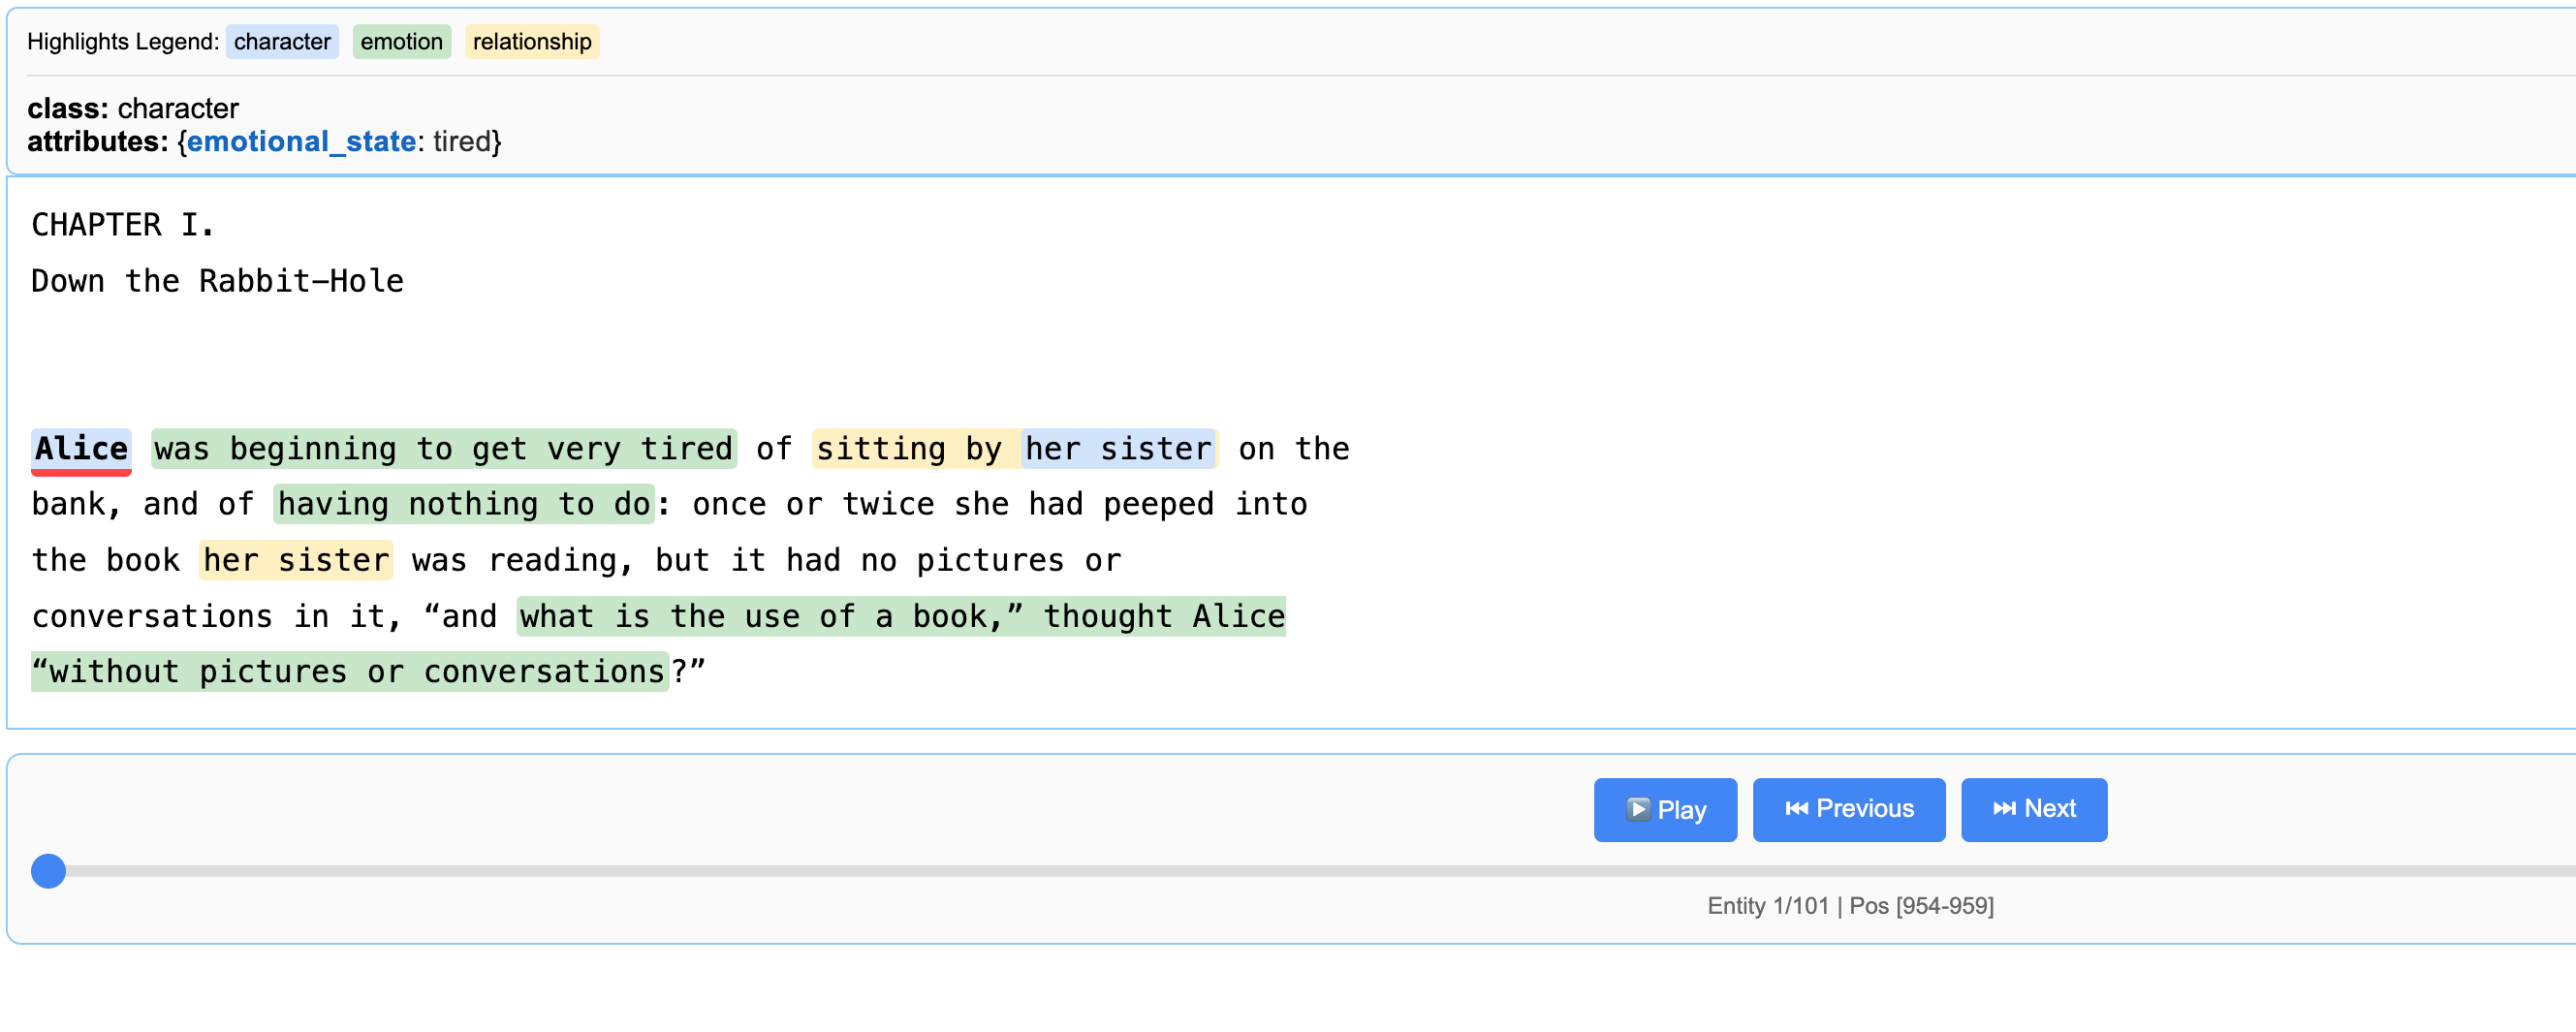 Highlights Legend: character emotion relationship
class: character
attributes: {emotional_state: tired}
CHAPTER I.
Down the Rabbit-Hole
Alice was beginning to get very tired of sitting by her sister on the
bank, and of having nothing to do: once or twice she had peeped into
the book her sister was reading, but it had no pictures or
conversations in it, “and what is the use of a book,” thought Alice
“without pictures or conversations?”
▶️ Play ⏮ Previous ⏭ Next
Entity 1/101 | Pos [954-959]